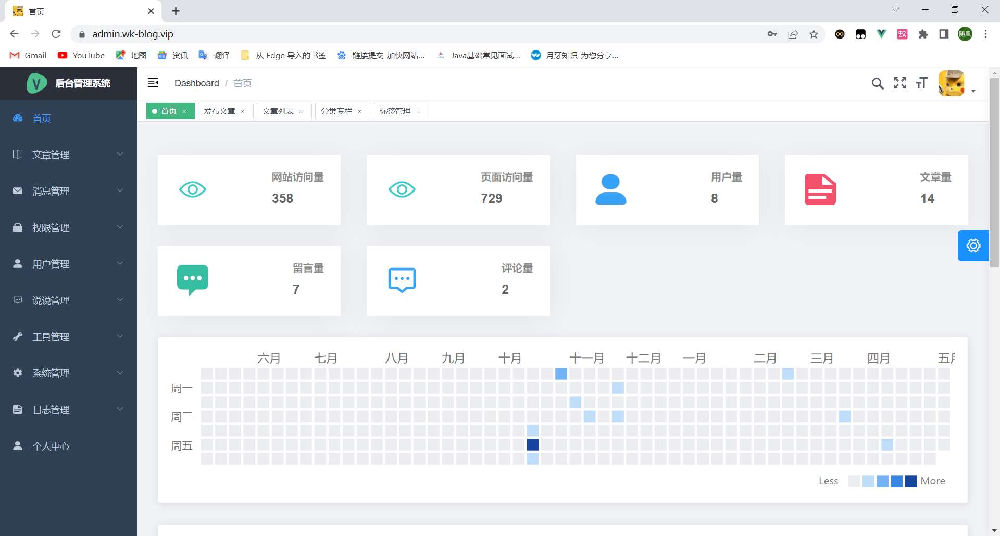 首页
admin.wk-blog.vip
随風
Gmail
YouTube
地图
资讯
翻译
从 Edge 导入的书签
链接提交_加快网站...
Java基础常见面试...
月牙知识-为您分享...
V 后台管理系统
Dashboard / 首页
首页 × 发布文章 × 文章列表 × 分类专栏 × 标签管理 ×
首页
文章管理
消息管理
权限管理
用户管理
说说管理
工具管理
系统管理
日志管理
个人中心
网站访问量
358
页面访问量
729
用户量
8
文章量
14
留言量
7
评论量
2
六月 七月 八月 九月 十月 十一月 十二月 一月 二月 三月 四月 五月
周一
周三
周五
Less More